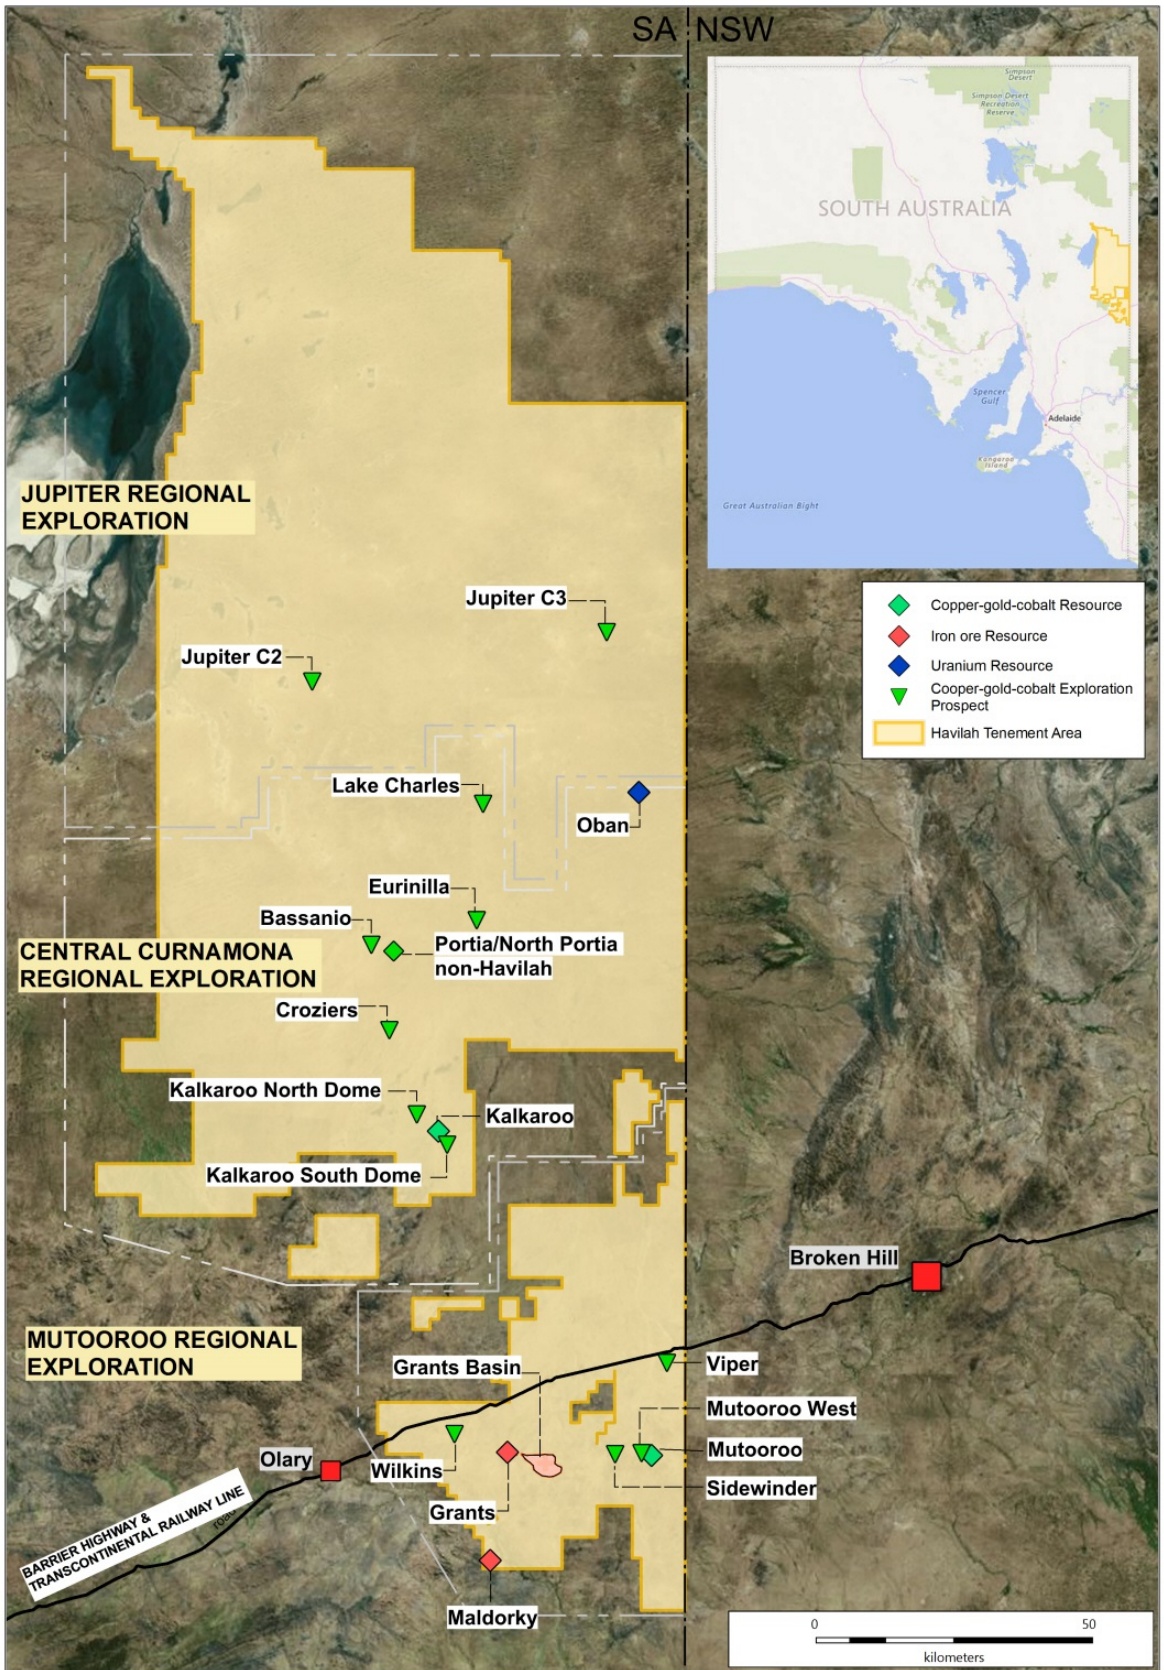 SA NSW
Simpson
Desert
Simpson Desert
Recreation
Reserve
SOUTH AUSTRALIA
Spencer
Gulf
Adelaide
Kangaroo
Island
Great Australian Bight
JUPITER REGIONAL
EXPLORATION
Jupiter C3
Jupiter C2
Copper-gold-cobalt Resource
Iron ore Resource
Uranium Resource
Cooper-gold-cobalt Exploration
Prospect
Havilah Tenement Area
Lake Charles
Oban
Eurinilla
Bassanio
Portia/North Portia
non-Havilah
CENTRAL CURNAMONA
REGIONAL EXPLORATION
Croziers
Kalkaroo North Dome
Kalkaroo
Kalkaroo South Dome
Broken Hill
MUTOOROO REGIONAL
EXPLORATION
Grants Basin
Viper
Mutooroo West
Mutooroo
Olary
Wilkins
Sidewinder
Grants
BARRIER HIGHWAY &
TRANSCONTINENTAL RAILWAY LINE
road
Maldorky
0 50
kilometers